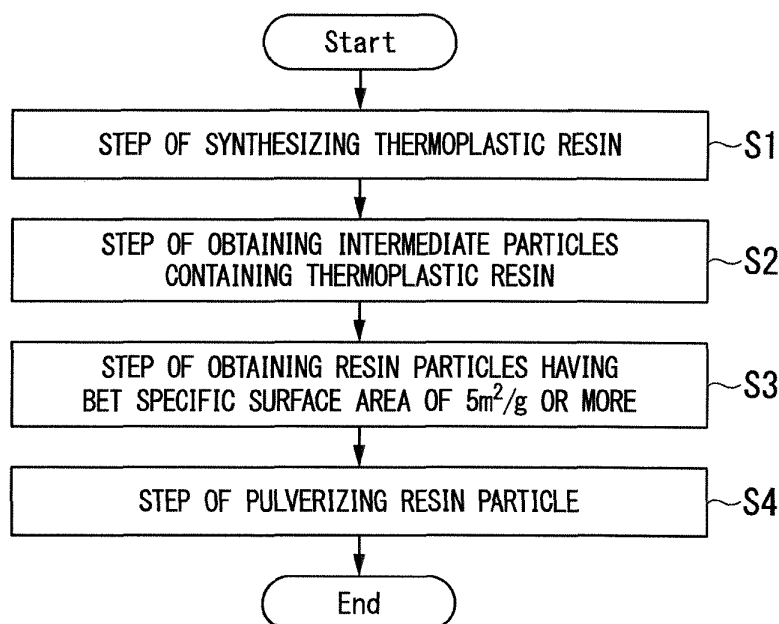 Start
STEP OF SYNTHESIZING THERMOPLASTIC RESIN
S1
STEP OF OBTAINING INTERMEDIATE PARTICLES
CONTAINING THERMOPLASTIC RESIN
S2
STEP OF OBTAINING RESIN PARTICLES HAVING
BET SPECIFIC SURFACE AREA OF 5m²/g OR MORE
S3
STEP OF PULVERIZING RESIN PARTICLE
S4
End